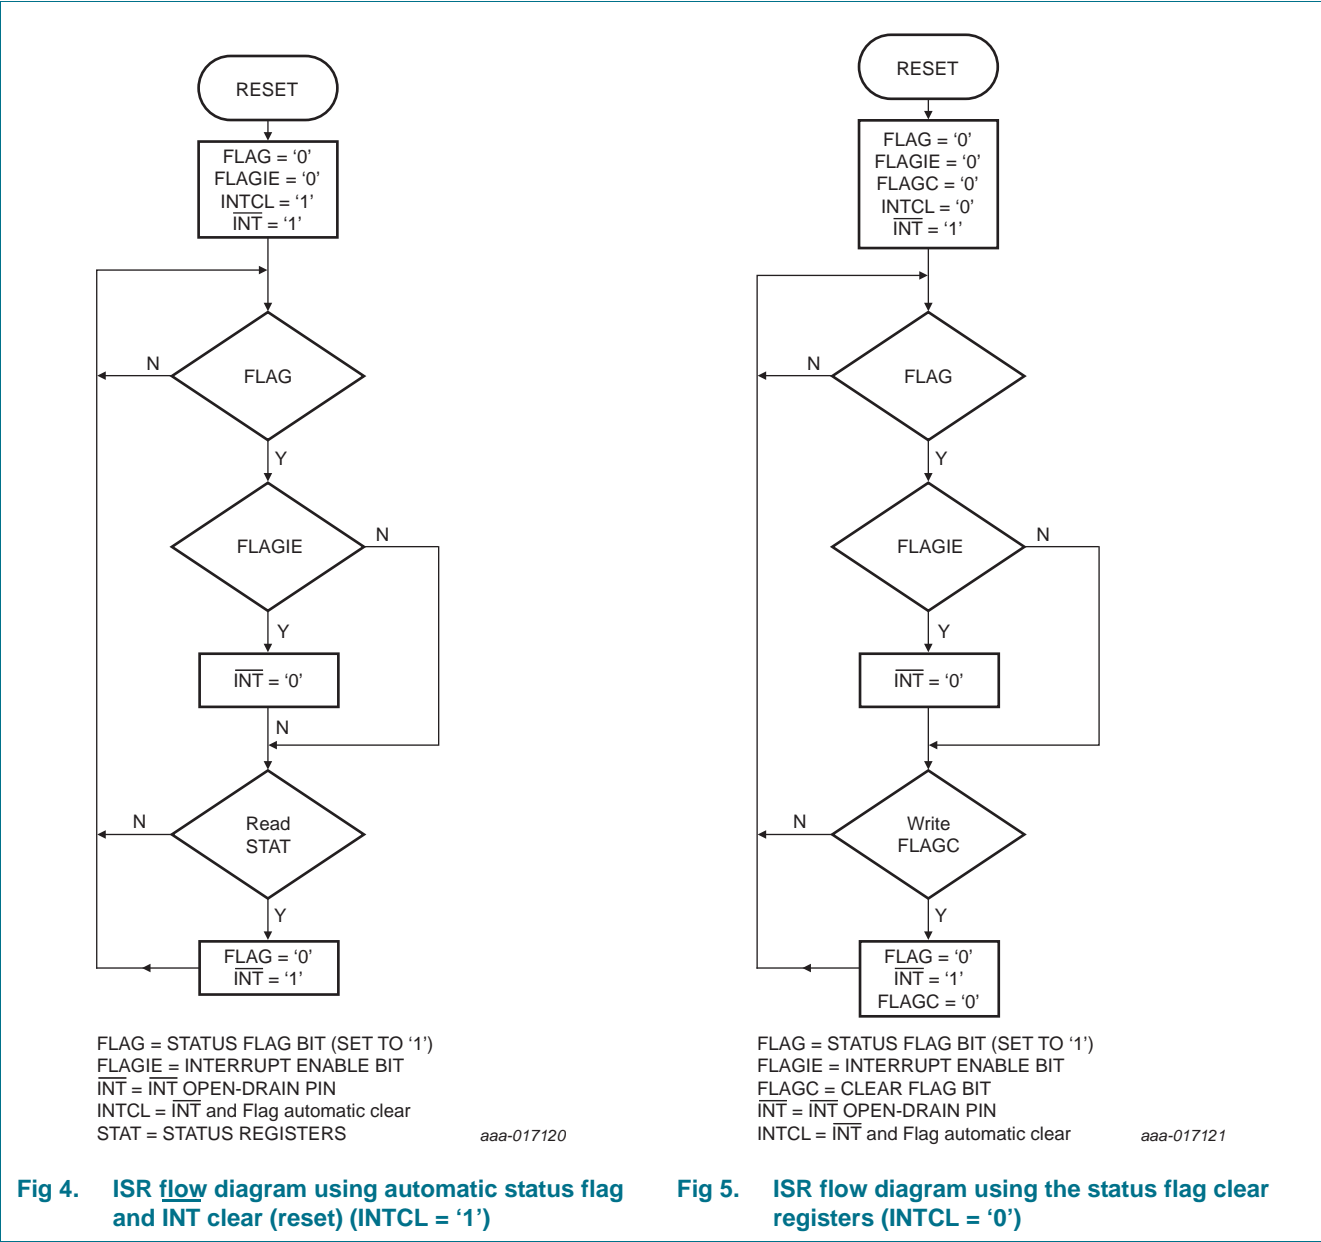 RESET
FLAG = ‘0’
FLAGIE = ‘0’
INTCL = ‘1’
INT = ‘1’
FLAG
N
Y
FLAGIE
N
Y
INT = ‘0’
N
Read
STAT
N
Y
FLAG = ‘0’
INT = ‘1’
FLAG = STATUS FLAG BIT (SET TO ‘1’)
FLAGIE = INTERRUPT ENABLE BIT
INT = INT OPEN-DRAIN PIN
INTCL = INT and Flag automatic clear
STAT = STATUS REGISTERS
aaa-017120
Fig 4. ISR flow diagram using automatic status flag
and INT clear (reset) (INTCL = ‘1’)
RESET
FLAG = ‘0’
FLAGIE = ‘0’
FLAGC = ‘0’
INTCL = ‘0’
INT = ‘1’
FLAG
N
Y
FLAGIE
N
Y
INT = ‘0’
Write
FLAGC
N
Y
FLAG = ‘0’
INT = ‘1’
FLAGC = ‘0’
FLAG = STATUS FLAG BIT (SET TO ‘1’)
FLAGIE = INTERRUPT ENABLE BIT
FLAGC = CLEAR FLAG BIT
INT = INT OPEN-DRAIN PIN
INTCL = INT and Flag automatic clear
aaa-017121
Fig 5. ISR flow diagram using the status flag clear
registers (INTCL = ‘0’)